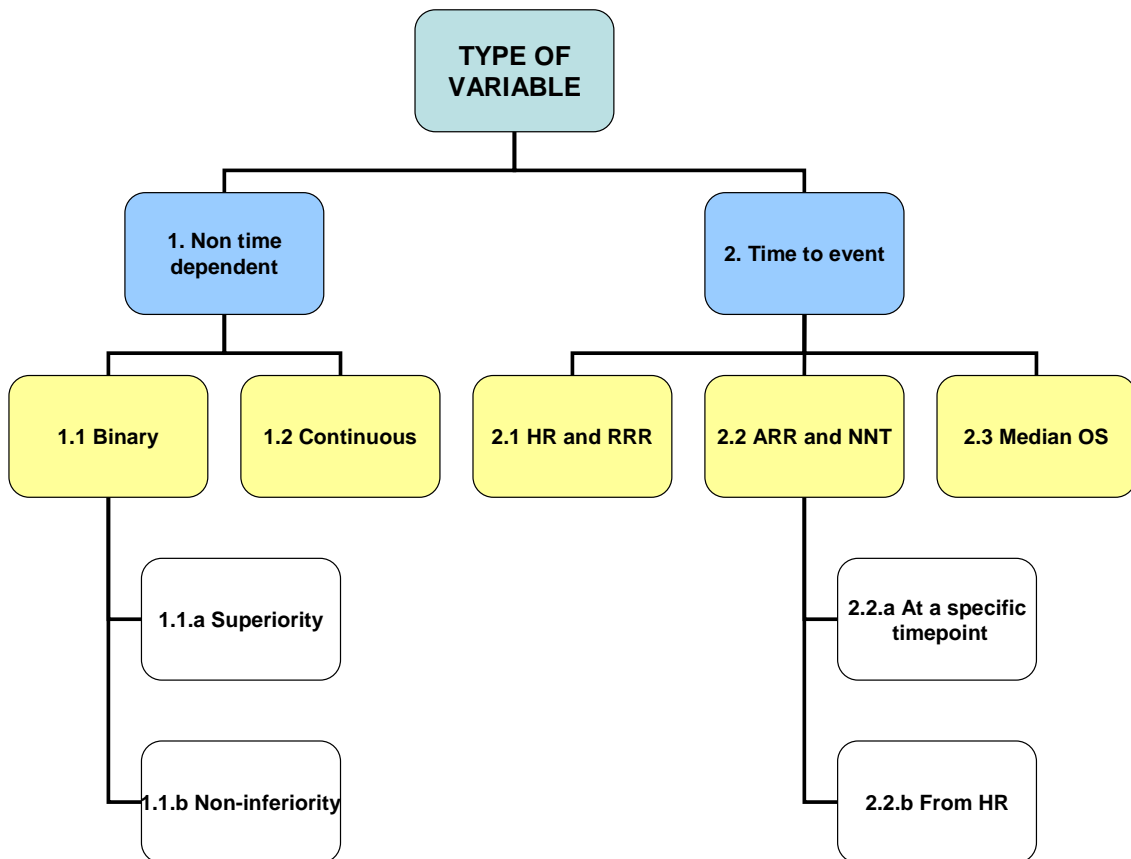 TYPE OF
VARIABLE
1. Non time
dependent
2. Time to event
1.1 Binary
1.2 Continuous
2.1 HR and RRR
2.2 ARR and NNT
2.3 Median OS
1.1.a Superiority
2.2.a At a specific
timepoint
1.1.b Non-inferiority
2.2.b From HR